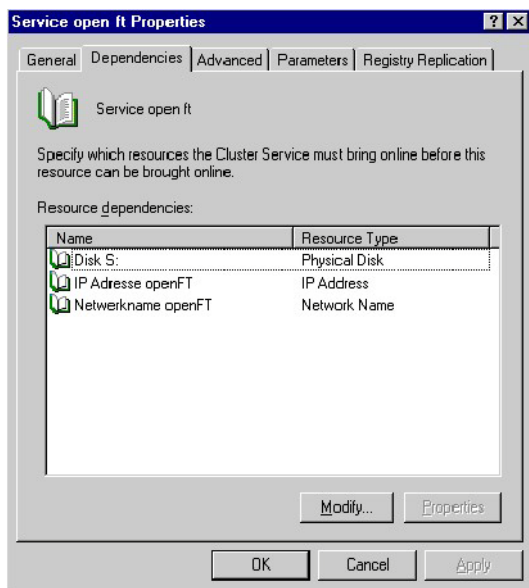 Service open ft Properties
General Dependencies Advanced Parameters Registry Replication
Service open ft
Specify which resources the Cluster Service must bring online before this
resource can be brought online.
Resource dependencies:
Name Resource Type
Disk S: Physical Disk
IP Adresse openFT IP Address
Netwerkname openFT Network Name
Modify... Properties
OK Cancel Apply